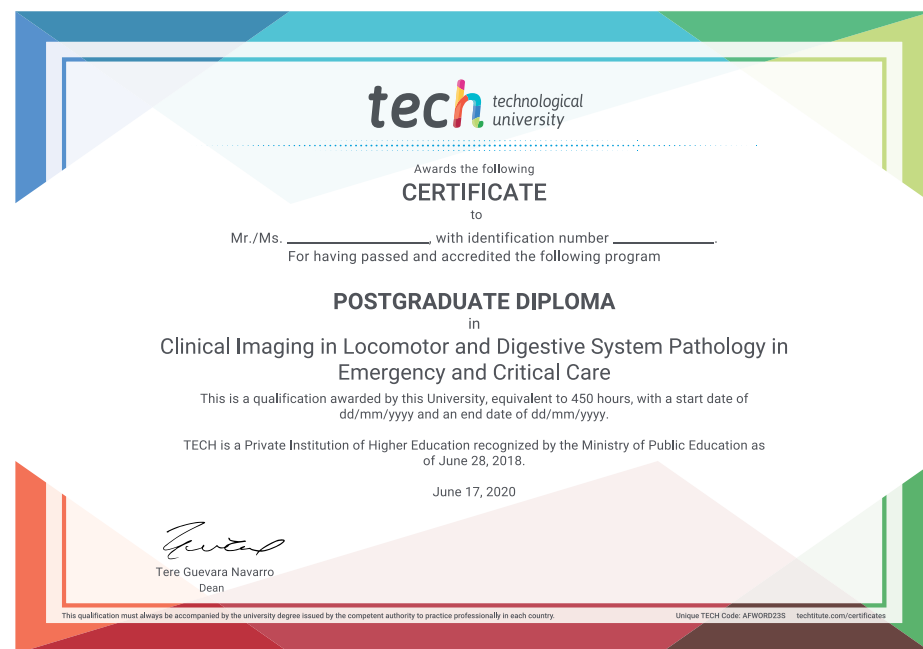 tech technological
university
Awards the following
CERTIFICATE
to
Mr./Ms. ____________, with identification number ____________.
For having passed and accredited the following program
POSTGRADUATE DIPLOMA
in
Clinical Imaging in Locomotor and Digestive System Pathology in
Emergency and Critical Care
This is a qualification awarded by this University, equivalent to 450 hours, with a start date of
dd/mm/yyyy and an end date of dd/mm/yyyy.
TECH is a Private Institution of Higher Education recognized by the Ministry of Public Education as
of June 28, 2018.
June 17, 2020
Tere Guevara Navarro
Dean
This qualification must always be accompanied by the university degree issued by the competent authority to practice professionally in each country. Unique TECH Code: AFWORD23S techtitute.com/certificates